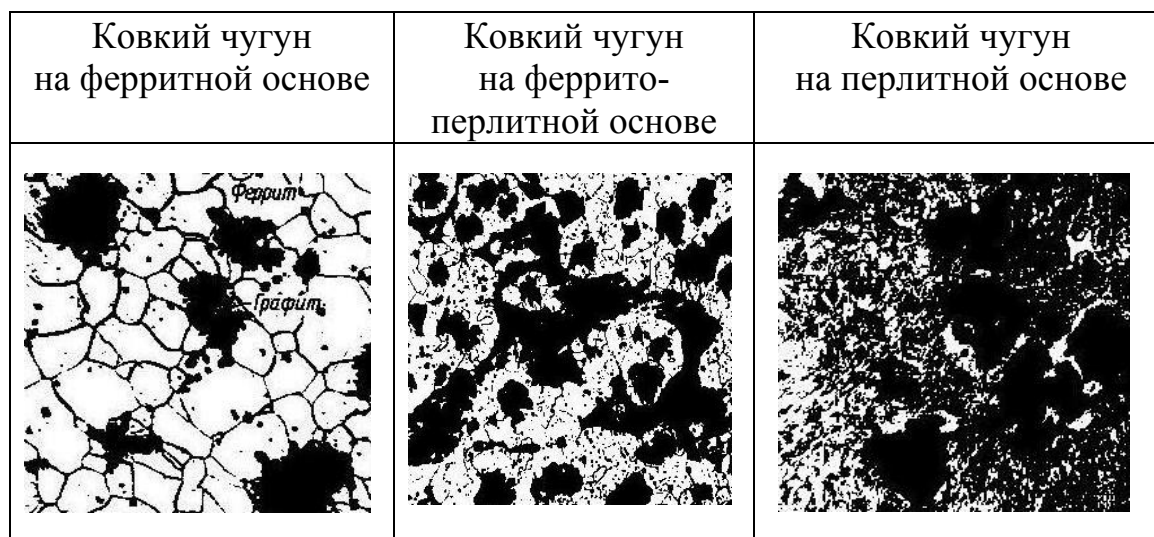 Ковкий чугун
на ферритной основе
Ковкий чугун
на феррито-
перлитной основе
Ковкий чугун
на перлитной основе
Феррит
Графит